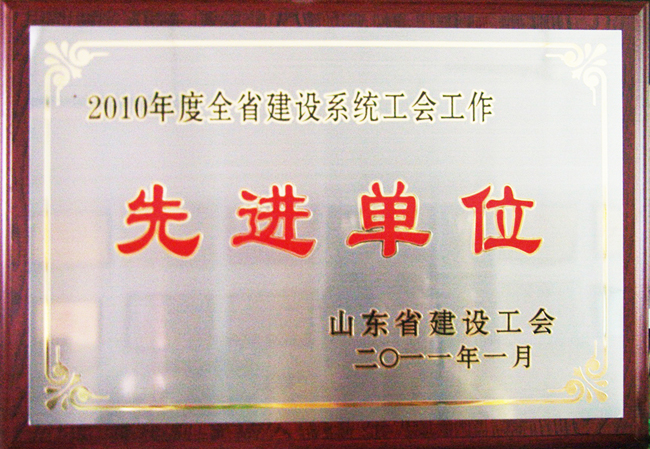 2010年度全省建设系统工会工作
先进单位
山东省建设工会
二〇一一年一月